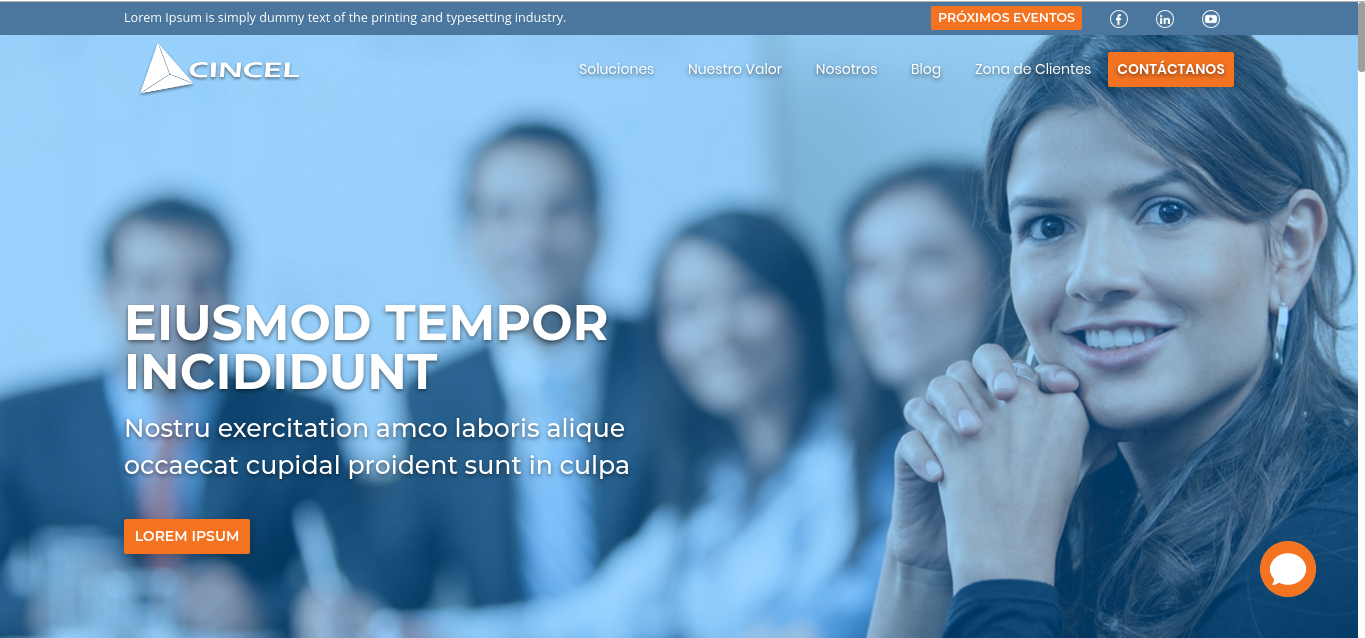 Lorem Ipsum is simply dummy text of the printing and typesetting industry.
PRÓXIMOS EVENTOS
CINCEL
Soluciones
Nuestro Valor
Nosotros
Blog
Zona de Clientes
CONTÁCTANOS
EIUSMOD TEMPOR
INCIDIDUNT
Nostru exercitation amco laboris alique
occaecat cupidal proident sunt in culpa
LOREM IPSUM